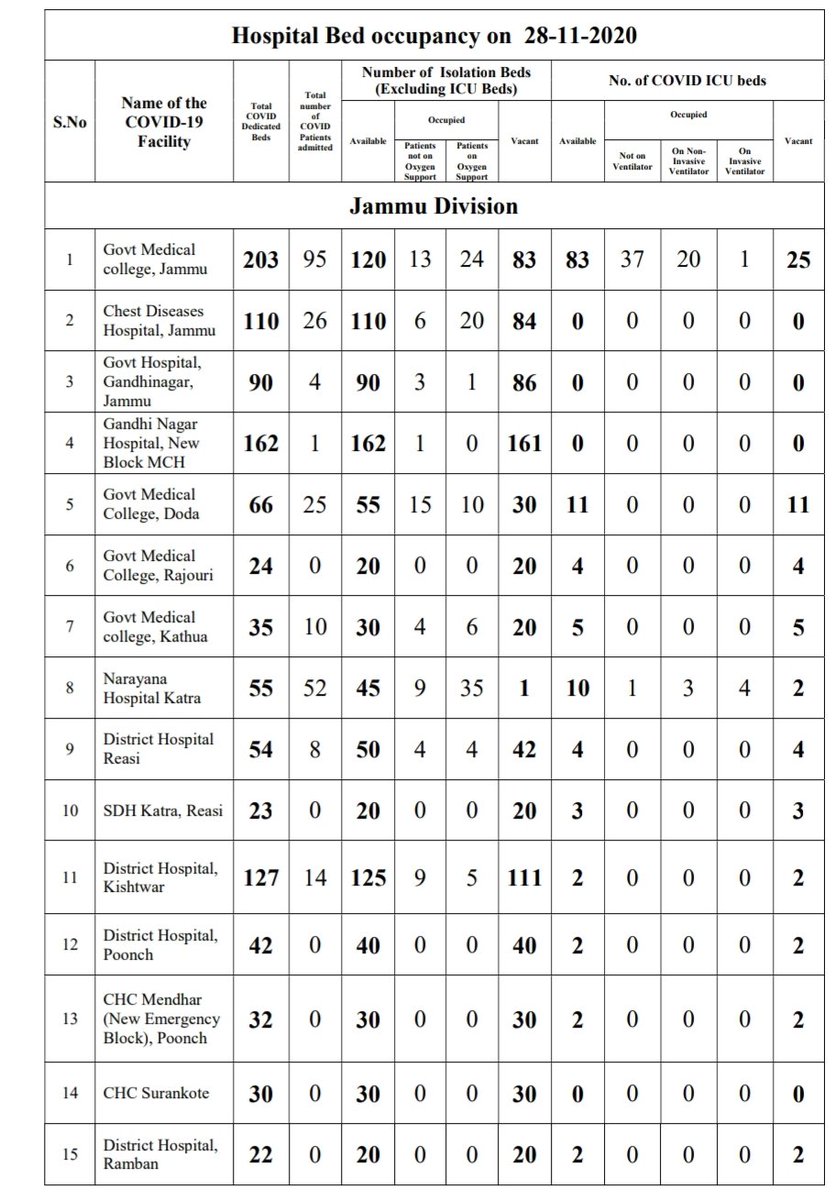 Hospital Bed occupancy on 28-11-2020
S.No
Name of the
COVID-19
Facility
Total
COVID
Dedicated
Beds
Total
number
of
COVID
Patients
admitted
Number of Isolation Beds
(Excluding ICU Beds)
Available
Occupied
Patients
not on
Oxygen
Support
Patients
on
Oxygen
Support
Vacant
No. of COVID ICU beds
Available
Occupied
Not on
Ventilator
On Non-
Invasive
Ventilator
On
Invasive
Ventilator
Vacant
Jammu Division
1 Govt Medical
college, Jammu 203 95 120 13 24 83 83 37 20 1 25
2 Chest Diseases
Hospital, Jammu 110 26 110 6 20 84 0 0 0 0 0
3 Govt Hospital,
Gandhinagar,
Jammu 90 4 90 3 1 86 0 0 0 0 0
4 Gandhi Nagar
Hospital, New
Block MCH 162 1 162 1 0 161 0 0 0 0 0
5 Govt Medical
College, Doda 66 25 55 15 10 30 11 0 0 0 11
6 Govt Medical
College, Rajouri 24 0 20 0 0 20 4 0 0 0 4
7 Govt Medical
college, Kathua 35 10 30 4 6 20 5 0 0 0 5
8 Narayana
Hospital Katra 55 52 45 9 35 1 10 1 3 4 2
9 District Hospital
Reasi 54 8 50 4 4 42 4 0 0 0 4
10 SDH Katra, Reasi 23 0 20 0 0 20 3 0 0 0 3
11 District Hospital,
Kishtwar 127 14 125 9 5 111 2 0 0 0 2
12 District Hospital,
Poonch 42 0 40 0 0 40 2 0 0 0 2
13 CHC Mendhar
(New Emergency
Block), Poonch 32 0 30 0 0 30 2 0 0 0 2
14 CHC Surankote 30 0 30 0 0 30 0 0 0 0 0
15 District Hospital,
Ramban 22 0 20 0 0 20 2 0 0 0 2